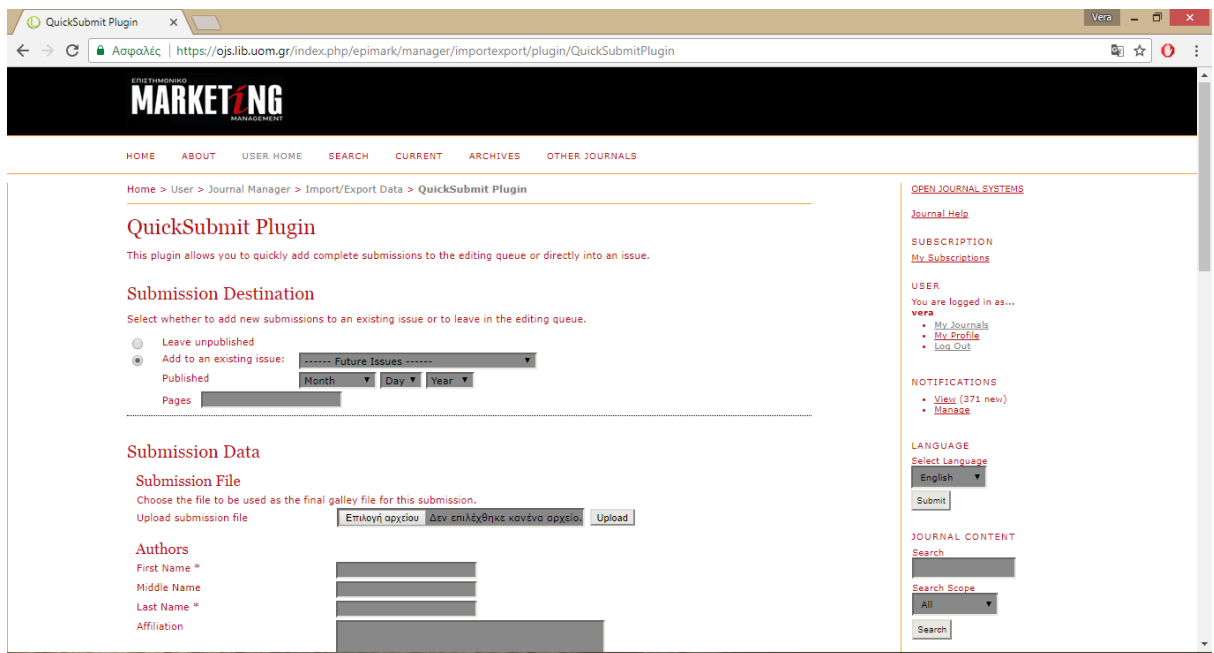 QuickSubmit Plugin
Vera
Ασφαλές | https://ojs.lib.uom.gr/index.php/epimark/manager/importexport/plugin/QuickSubmitPlugin
ΕΠΙΣΤΗΜΟΝΙΚΟ
MARKETiNG
MANAGEMENT
HOME ABOUT USER HOME SEARCH CURRENT ARCHIVES OTHER JOURNALS
Home > User > Journal Manager > Import/Export Data > QuickSubmit Plugin
QuickSubmit Plugin
This plugin allows you to quickly add complete submissions to the editing queue or directly into an issue.
Submission Destination
Select whether to add new submissions to an existing issue or to leave in the editing queue.
Leave unpublished
Add to an existing issue: ------ Future Issues ------
Published Month Day Year
Pages
Submission Data
Submission File
Choose the file to be used as the final galley file for this submission.
Upload submission file Επιλογή αρχείου Δεν επιλέχθηκε κανένα αρχείο. Upload
Authors
First Name *
Middle Name
Last Name *
Affiliation
OPEN JOURNAL SYSTEMS
Journal Help
SUBSCRIPTION
My Subscriptions
USER
You are logged in as...
vera
My Journals
My Profile
Log Out
NOTIFICATIONS
View (371 new)
Manage
LANGUAGE
Select Language
English
Submit
JOURNAL CONTENT
Search
Search Scope
All
Search